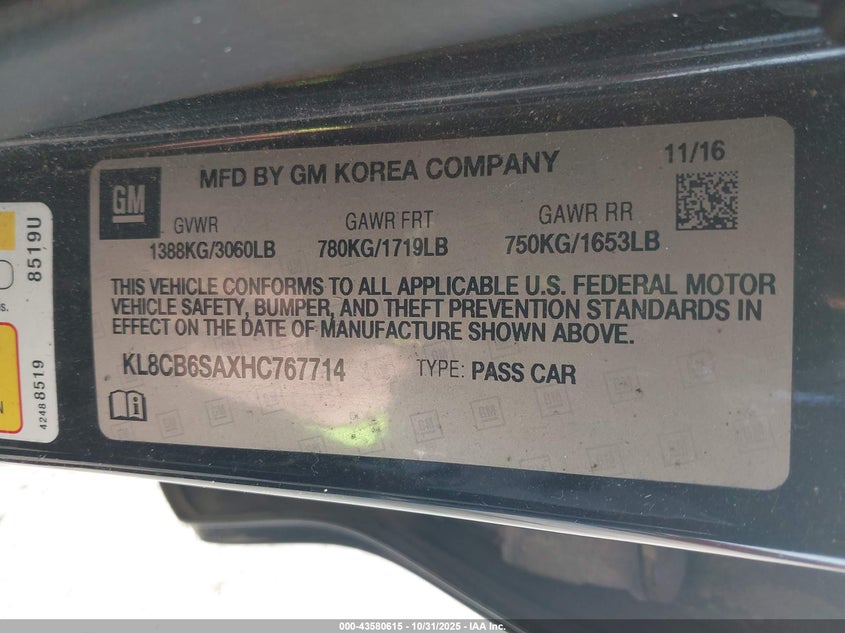 GM
MFD BY GM KOREA COMPANY
11/16
GVWR GAWR FRT GAWR RR
1388KG/3060LB 780KG/1719LB 750KG/1653LB
THIS VEHICLE CONFORMS TO ALL APPLICABLE U.S. FEDERAL MOTOR
VEHICLE SAFETY, BUMPER, AND THEFT PREVENTION STANDARDS IN
EFFECT ON THE DATE OF MANUFACTURE SHOWN ABOVE.
KL8CB6SAXHC767714 TYPE: PASS CAR
8519U
42488519
000-43580615 - 10/31/2025 - IAA Inc.